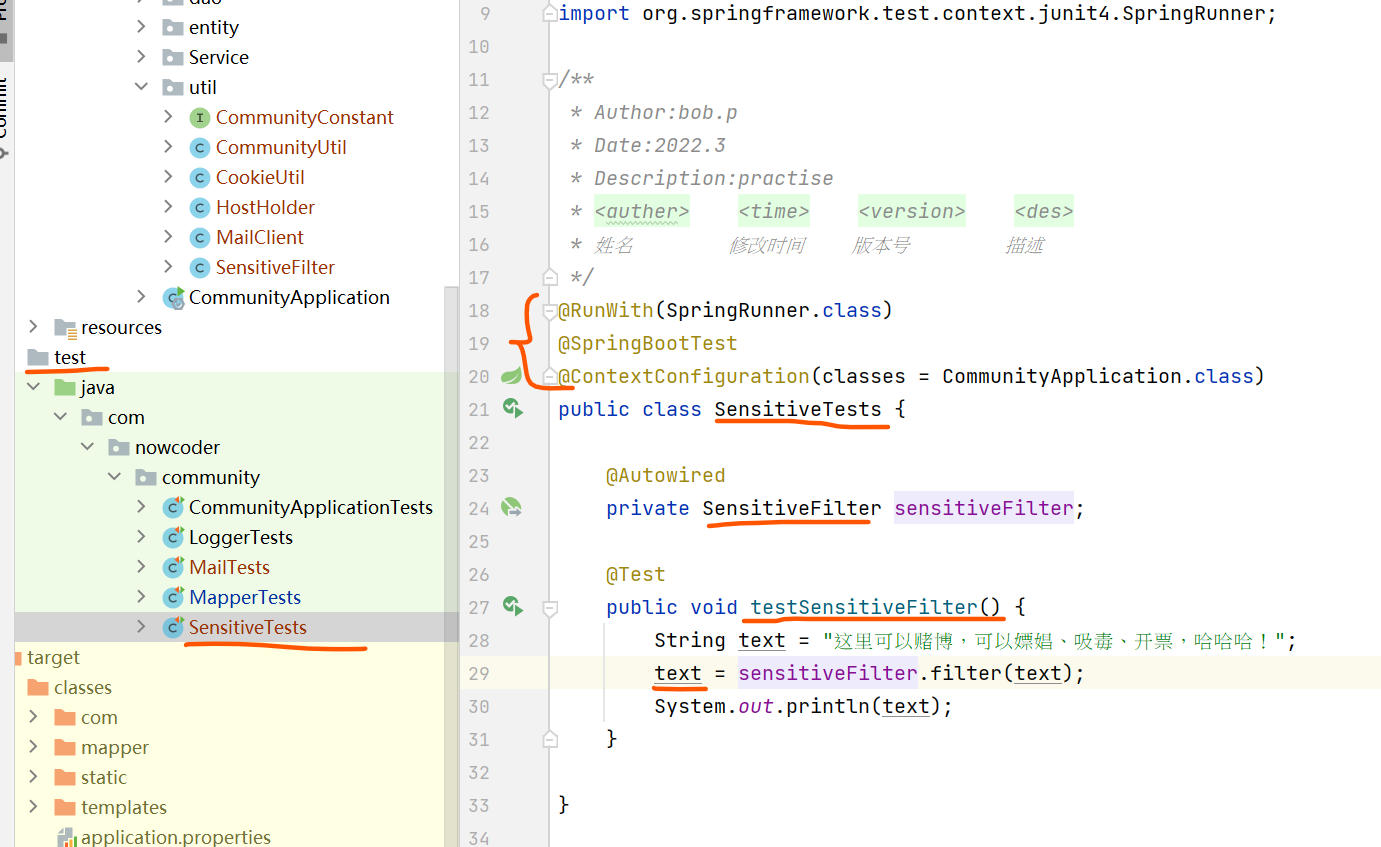 dao
entity
Service
util
CommunityConstant
CommunityUtil
CookieUtil
HostHolder
MailClient
SensitiveFilter
CommunityApplication
resources
test
java
com
nowcoder
community
CommunityApplicationTests
LoggerTests
MailTests
MapperTests
SensitiveTests
target
classes
com
mapper
static
templates
application.properties
Commit
9 import org.springframework.test.context.junit4.SpringRunner;
10
11 /**
12 * Author:bob.p
13 * Date:2022.3
14 * Description:practise
15 * <auther> <time> <version> <des>
16 * 姓名 修改时间 版本号 描述
17 */
18 @RunWith(SpringRunner.class)
19 @SpringBootTest
20 @ContextConfiguration(classes = CommunityApplication.class)
21 public class SensitiveTests {
22
23 @Autowired
24 private SensitiveFilter sensitiveFilter;
25
26 @Test
27 public void testSensitiveFilter() {
28 String text = "这里可以赌博，可以嫖娼、吸毒、开票，哈哈哈！";
29 text = sensitiveFilter.filter(text);
30 System.out.println(text);
31 }
32
33 }
34